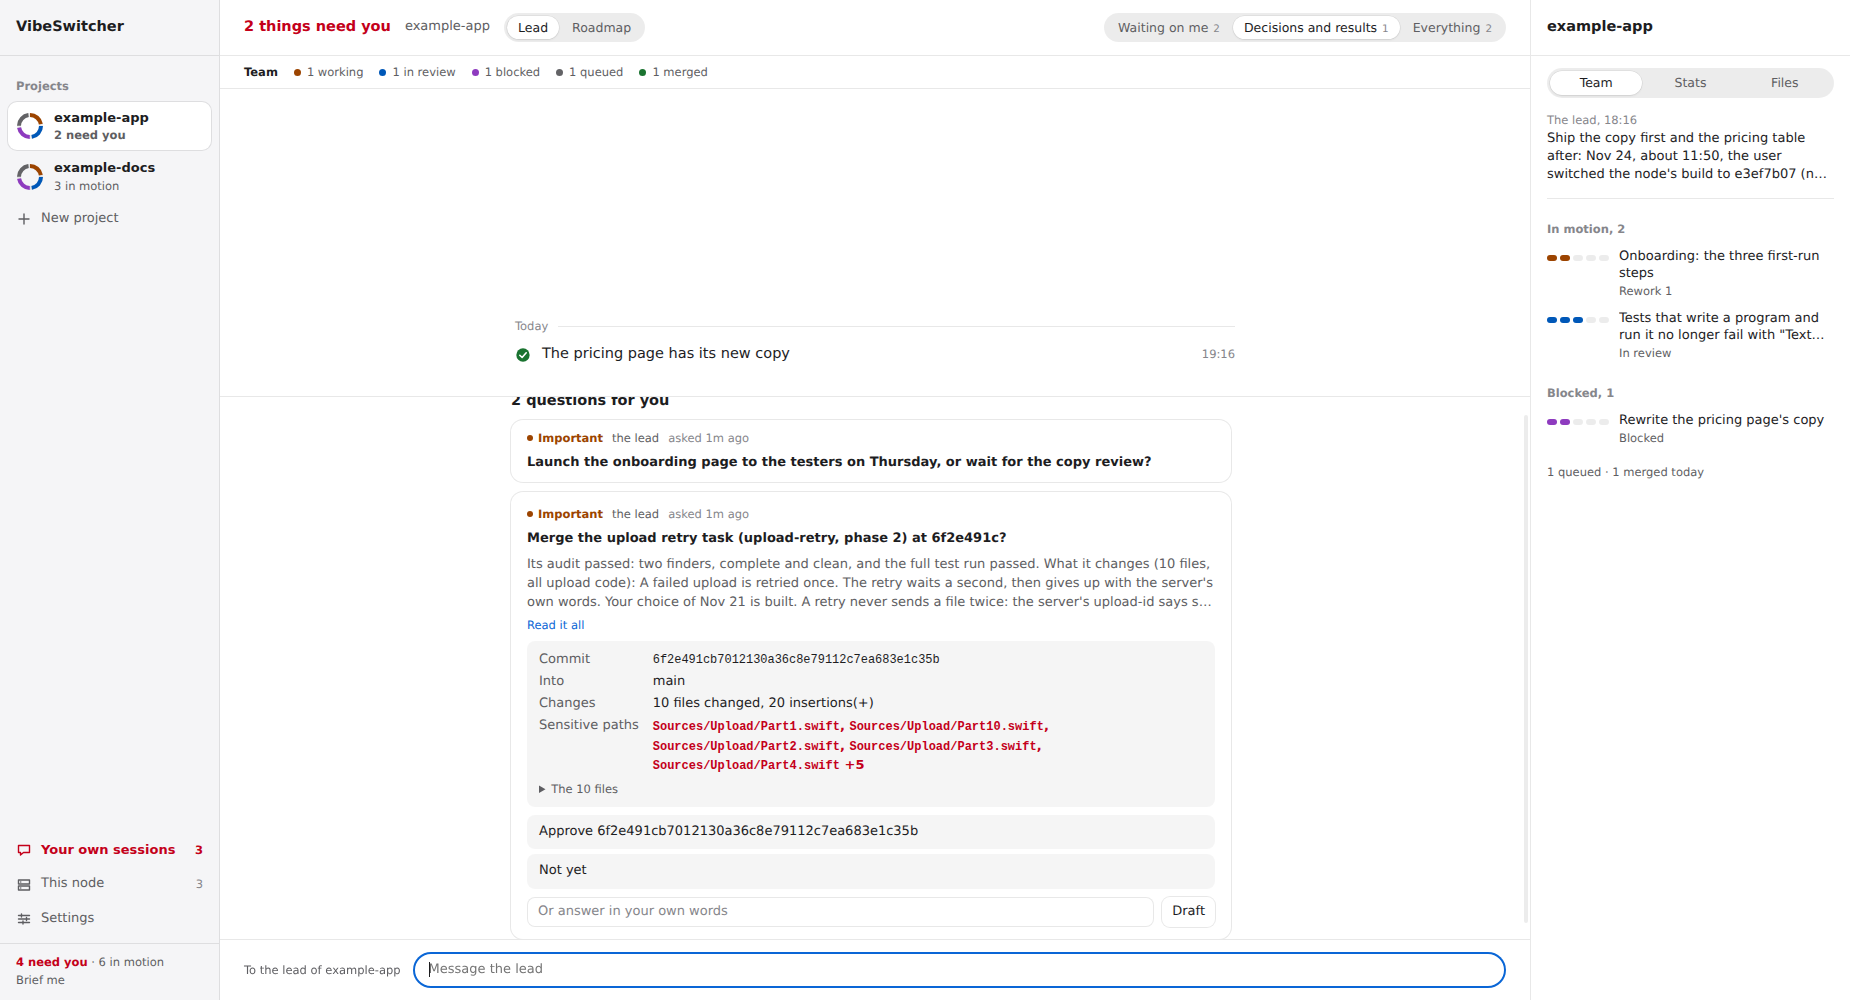 VibeSwitcher
Projects
example-app
2 need you
example-docs
3 in motion
New project
Your own sessions 3
This node 3
Settings
4 need you · 6 in motion
Brief me
2 things need you example-app Lead Roadmap
Waiting on me 2 Decisions and results 1 Everything 2
Team 1 working 1 in review 1 blocked 1 queued 1 merged
Today
The pricing page has its new copy 19:16
2 questions for you
Important the lead asked 1m ago
Launch the onboarding page to the testers on Thursday, or wait for the copy review?
Important the lead asked 1m ago
Merge the upload retry task (upload-retry, phase 2) at 6f2e491c?
Its audit passed: two finders, complete and clean, and the full test run passed. What it changes (10 files,
all upload code): A failed upload is retried once. The retry waits a second, then gives up with the server's
own words. Your choice of Nov 21 is built. A retry never sends a file twice: the server's upload-id says s…
Read it all
Commit 6f2e491cb7012130a36c8e79112c7ea683e1c35b
Into main
Changes 10 files changed, 20 insertions(+)
Sensitive paths Sources/Upload/Part1.swift, Sources/Upload/Part10.swift,
Sources/Upload/Part2.swift, Sources/Upload/Part3.swift,
Sources/Upload/Part4.swift +5
The 10 files
Approve 6f2e491cb7012130a36c8e79112c7ea683e1c35b
Not yet
Or answer in your own words Draft
To the lead of example-app Message the lead
example-app
Team Stats Files
The lead, 18:16
Ship the copy first and the pricing table
after: Nov 24, about 11:50, the user
switched the node's build to e3ef7b07 (n…
In motion, 2
Onboarding: the three first-run
steps
Rework 1
Tests that write a program and
run it no longer fail with "Text…
In review
Blocked, 1
Rewrite the pricing page's copy
Blocked
1 queued · 1 merged today